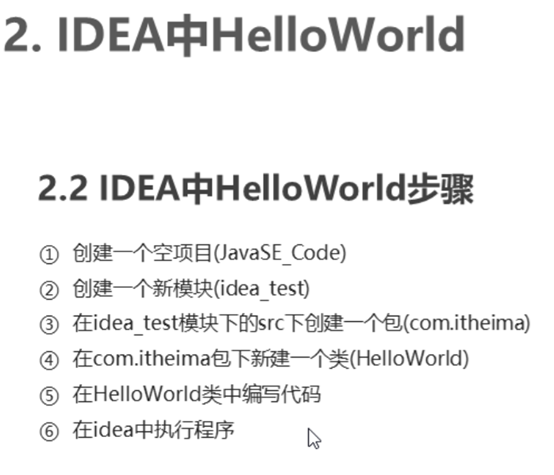 2. IDEA中HelloWorld
2.2 IDEA中HelloWorld步骤
① 创建一个空项目(JavaSE_Code)
② 创建一个新模块(idea_test)
③ 在idea_test模块下的src下创建一个包(com.itheima)
④ 在com.itheima包下新建一个类(HelloWorld)
⑤ 在HelloWorld类中编写代码
⑥ 在idea中执行程序